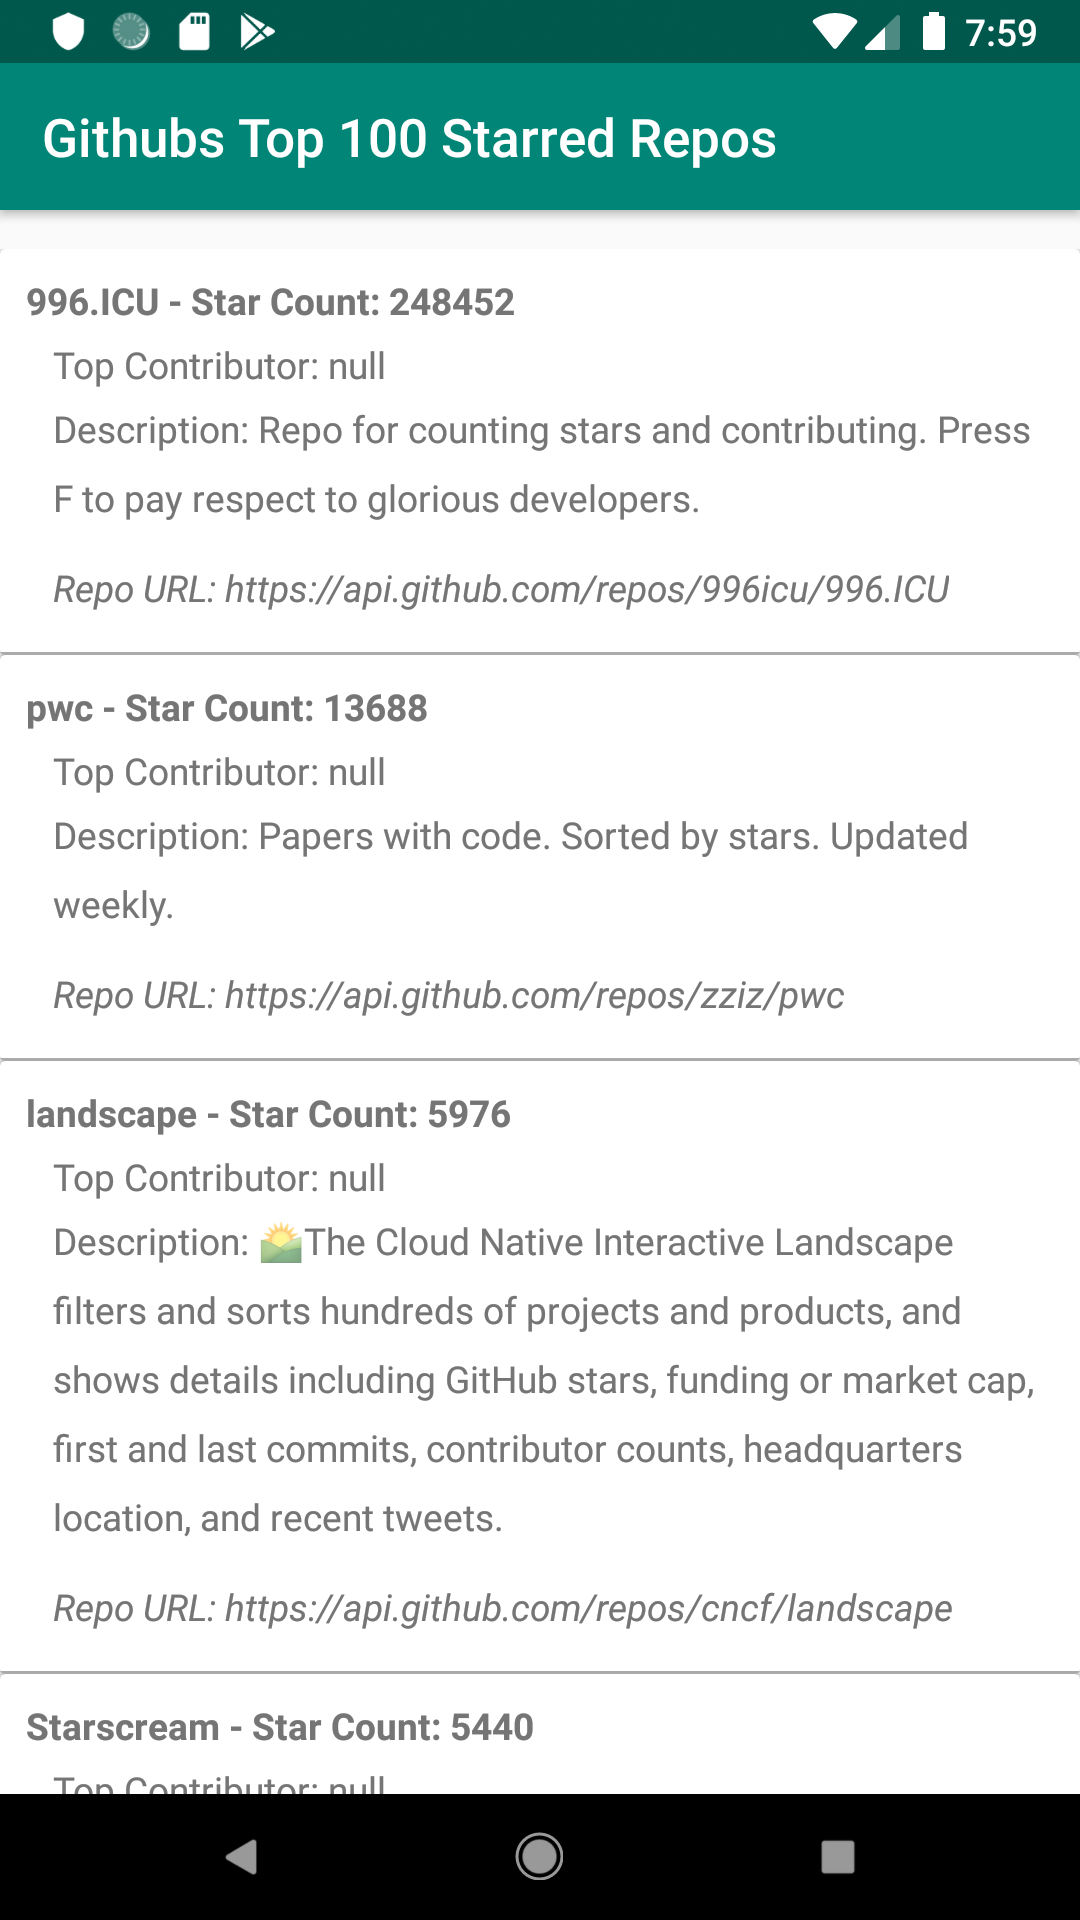 7:59
Githubs Top 100 Starred Repos
996.ICU - Star Count: 248452
Top Contributor: null
Description: Repo for counting stars and contributing. Press
F to pay respect to glorious developers.
Repo URL: https://api.github.com/repos/996icu/996.ICU
pwc - Star Count: 13688
Top Contributor: null
Description: Papers with code. Sorted by stars. Updated
weekly.
Repo URL: https://api.github.com/repos/zziz/pwc
landscape - Star Count: 5976
Top Contributor: null
Description: 🌄The Cloud Native Interactive Landscape
filters and sorts hundreds of projects and products, and
shows details including GitHub stars, funding or market cap,
first and last commits, contributor counts, headquarters
location, and recent tweets.
Repo URL: https://api.github.com/repos/cncf/landscape
Starscream - Star Count: 5440
Top Contributor: null